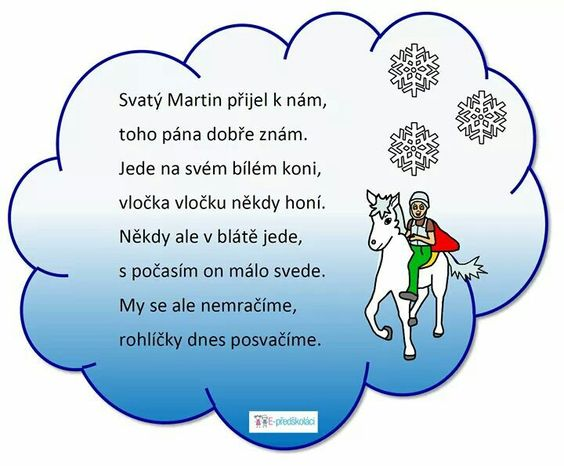 Svatý Martin přijel k nám,
toho pána dobře znám.
Jede na svém bílém koni,
vločka vločku někdy honí.
Někdy ale v blátě jede,
s počasím on málo svede.
My se ale nemračíme,
rohlíčky dnes posvačíme.
E-předškoláci